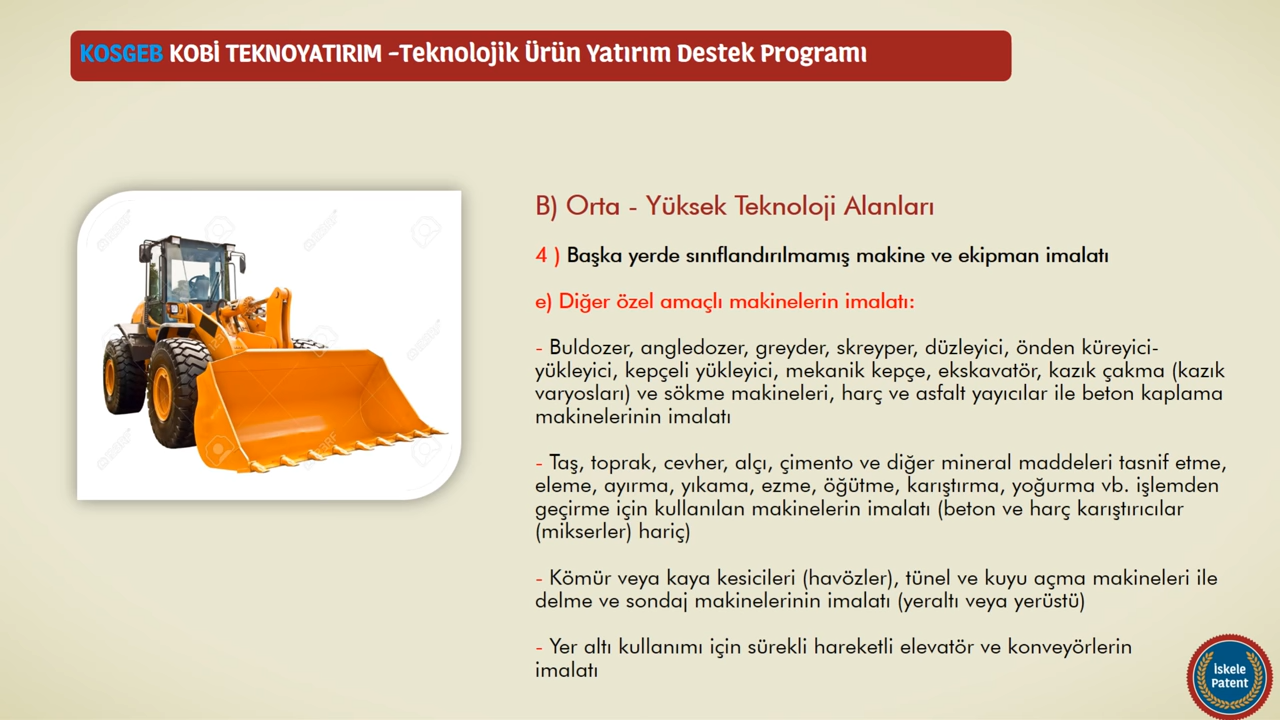 KOSGEB KOBİ TEKNOYATIRIM -Teknolojik Ürün Yatırım Destek Programı
B) Orta - Yüksek Teknoloji Alanları
4 ) Başka yerde sınıflandırılmamış makine ve ekipman imalatı
e) Diğer özel amaçlı makinelerin imalatı:
- Buldozer, angledozer, greyder, skreyper, düzleyici, önden küreyici-
yükleyici, kepçeli yükleyici, mekanik kepçe, ekskavatör, kazık çakma (kazık
varyosları) ve sökme makineleri, harç ve asfalt yayıcılar ile beton kaplama
makinelerinin imalatı
- Taş, toprak, cevher, alçı, çimento ve diğer mineral maddeleri tasnif etme,
eleme, ayırma, yıkama, ezme, öğütme, karıştırma, yoğurma vb. işlemden
geçirme için kullanılan makinelerin imalatı (beton ve harç karıştırıcılar
(mikserler) hariç)
- Kömür veya kaya kesicileri (havözler), tünel ve kuyu açma makineleri ile
delme ve sondaj makinelerinin imalatı (yeraltı veya yerüstü)
- Yer altı kullanımı için sürekli hareketli elevatör ve konveyörlerin
imalatı
İskele
Patent